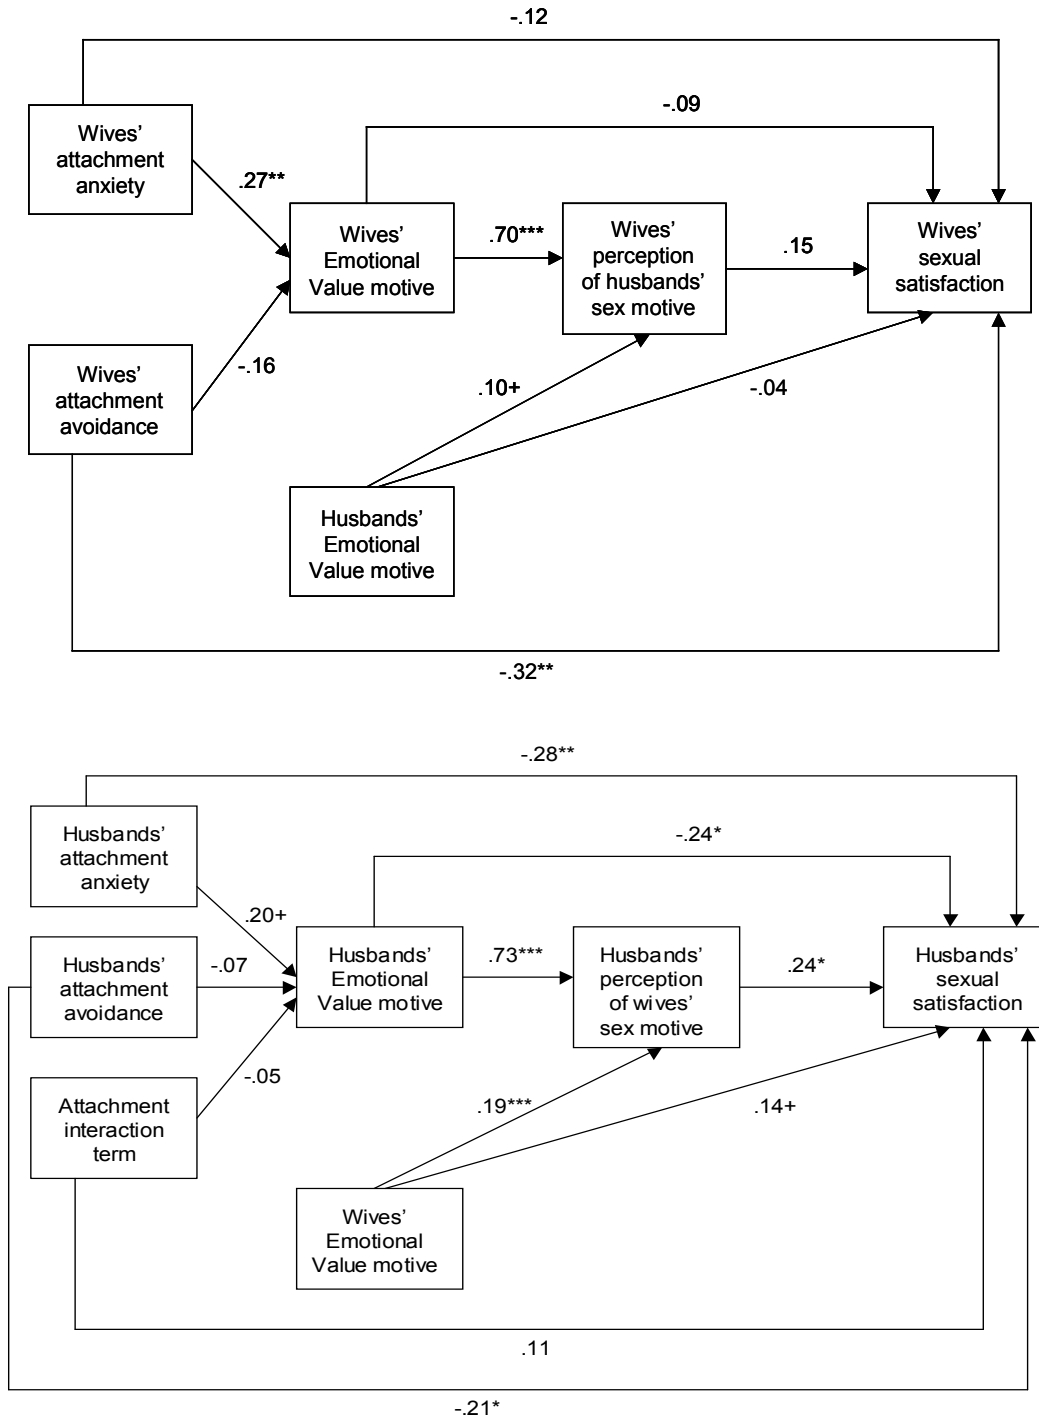 -.12
-.09
Wives’
attachment
anxiety
.27**
Wives’
Emotional
Value motive
.70***
Wives’
perception
of husbands’
sex motive
.15
Wives’
sexual
satisfaction
Wives’
attachment
avoidance
-.16
.10+
-.04
Husbands’
Emotional
Value motive
-.32**
-.28**
Husbands’
attachment
anxiety
-.24*
.20+
Husbands’
attachment
avoidance
-.07
Husbands’
Emotional
Value motive
.73***
Husbands’
perception
of wives’
sex motive
.24*
Husbands’
sexual
satisfaction
Attachment
interaction
term
-.05
.19***
.14+
Wives’
Emotional
Value motive
.11
-.21*